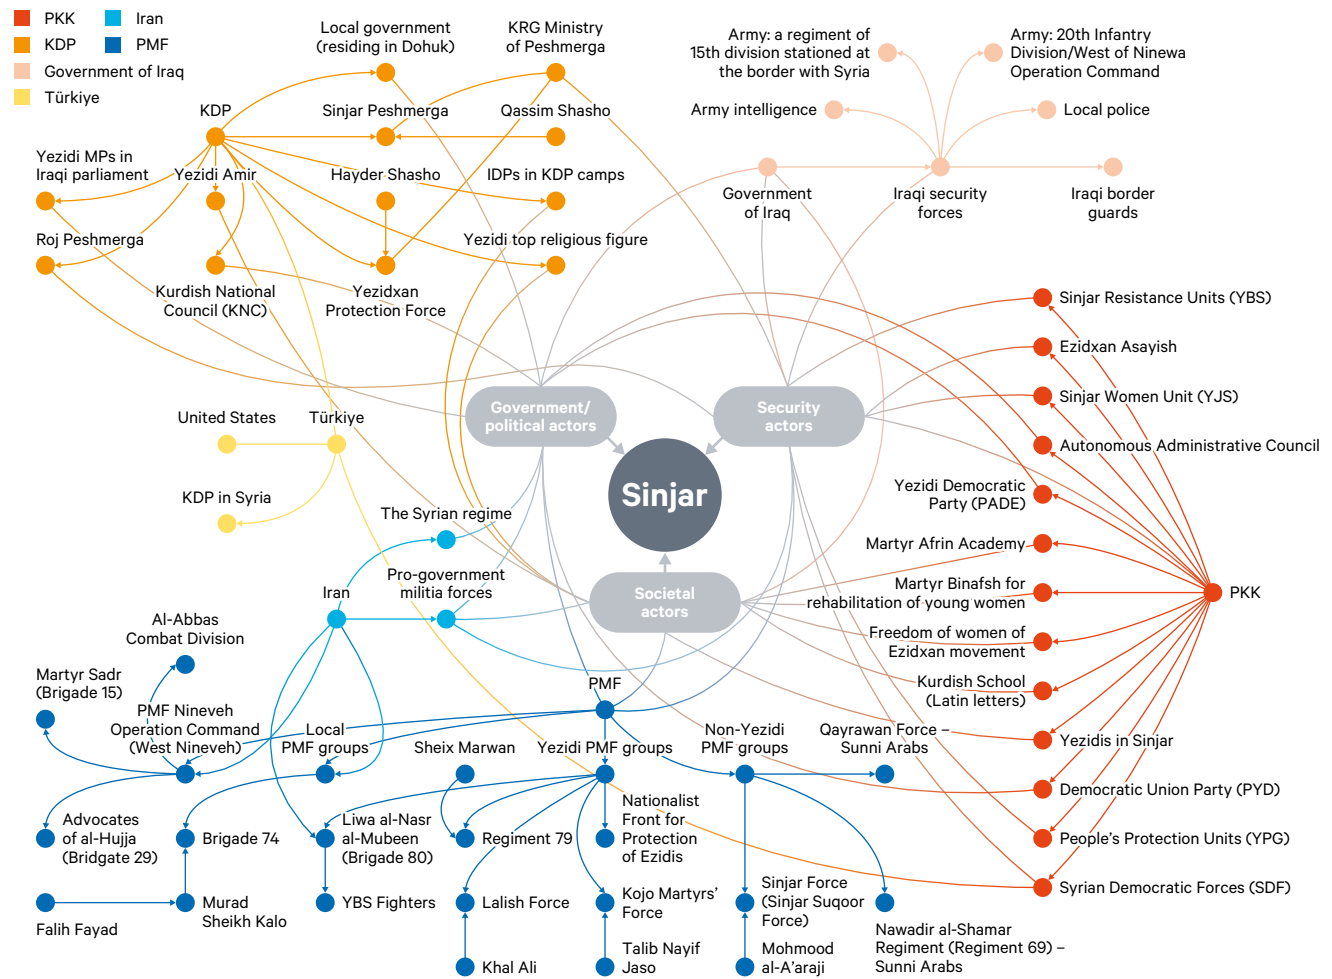 PKK
Iran
KDP
PMF
Government of Iraq
Türkiye
Local government
(residing in Dohuk)
KRG Ministry
of Peshmerga
Army: a regiment of
15th division stationed at
the border with Syria
Army: 20th Infantry
Division/West of Ninewa
Operation Command
KDP
Sinjar Peshmerga
Qassim Shasho
Army intelligence
Local police
Yezidi MPs in
Iraqi parliament
Yezidi Amir
Hayder Shasho
IDPs in KDP camps
Government
of Iraq
Iraqi security
forces
Iraqi border
guards
Roj Peshmerga
Yezidi top religious figure
Kurdish National
Council (KNC)
Yezidxan
Protection Force
Sinjar Resistance Units (YBS)
Ezidxan Asayish
Sinjar Women Unit (YJS)
Autonomous Administrative Council
Yezidi Democratic
Party (PADE)
Martyr Afrin Academy
Martyr Binafsh for
rehabilitation of young women
Freedom of women of
Ezidxan movement
Kurdish School
(Latin letters)
Yezidis in Sinjar
Democratic Union Party (PYD)
People’s Protection Units (YPG)
Syrian Democratic Forces (SDF)
PKK
Government/
political actors
Security
actors
Sinjar
Societal
actors
United States
Türkiye
KDP in Syria
The Syrian regime
Pro-government
militia forces
Iran
Al-Abbas
Combat Division
Martyr Sadr
(Brigade 15)
PMF Nineveh
Operation Command
(West Nineveh)
Local
PMF groups
PMF
Sheix Marwan
Yezidi PMF groups
Non-Yezidi
PMF groups
Qayrawan Force –
Sunni Arabs
Advocates
of al-Hujja
(Bridgate 29)
Brigade 74
Liwa al-Nasr
al-Mubeen
(Brigade 80)
Regiment 79
Nationalist
Front for
Protection
of Ezidis
Falih Fayad
Murad
Sheikh Kalo
YBS Fighters
Lalish Force
Kojo Martyrs’
Force
Sinjar Force
(Sinjar Suqoor
Force)
Nawadir al-Shamar
Regiment (Regiment 69) –
Sunni Arabs
Khal Ali
Talib Nayif
Jaso
Mohmood
al-A’araji